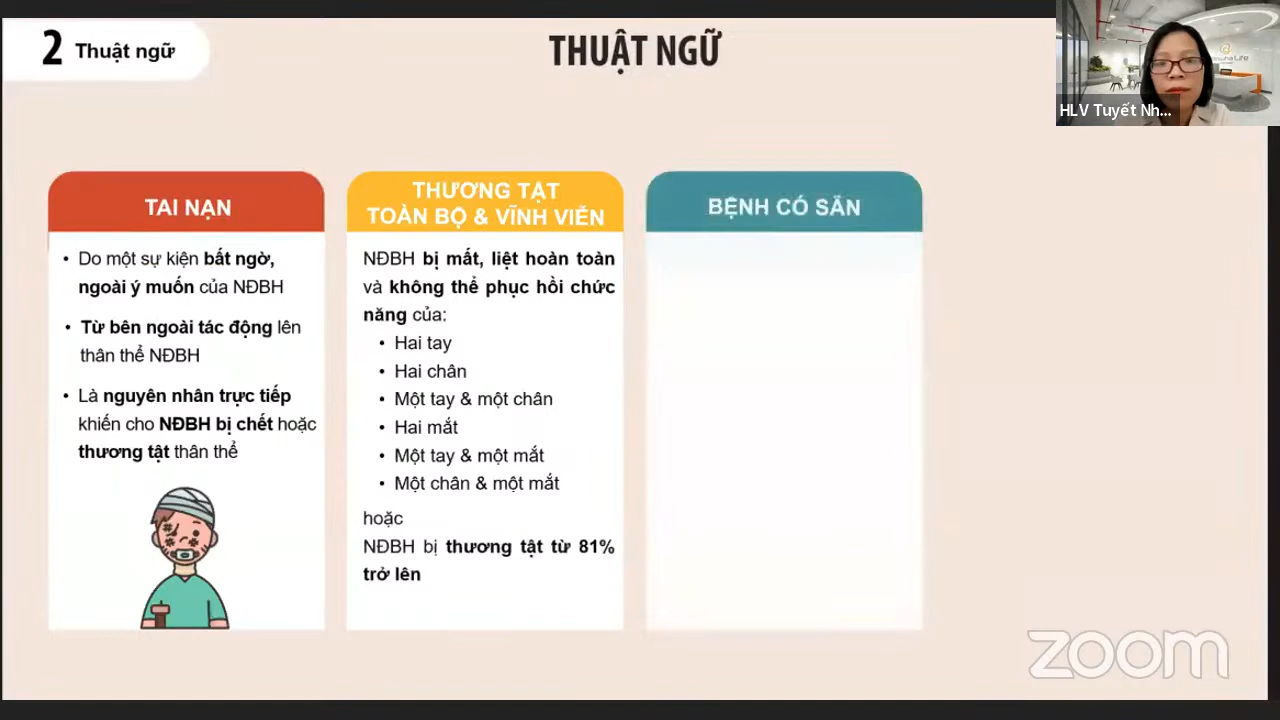 2 Thuật ngữ
THUẬT NGỮ
HLV Tuyết Nh...
TAI NẠN
• Do một sự kiện bất ngờ,
ngoài ý muốn của NĐBH
• Từ bên ngoài tác động lên
thân thể NĐBH
• Là nguyên nhân trực tiếp
khiến cho NĐBH bị chết hoặc
thương tật thân thể
THƯƠNG TẬT
TOÀN BỘ & VĨNH VIỄN
NĐBH bị mất, liệt hoàn toàn
và không thể phục hồi chức
năng của:
• Hai tay
• Hai chân
• Một tay & một chân
• Hai mắt
• Một tay & một mắt
• Một chân & một mắt
hoặc
NĐBH bị thương tật từ 81%
trở lên
BỆNH CÓ SẴN
zoom